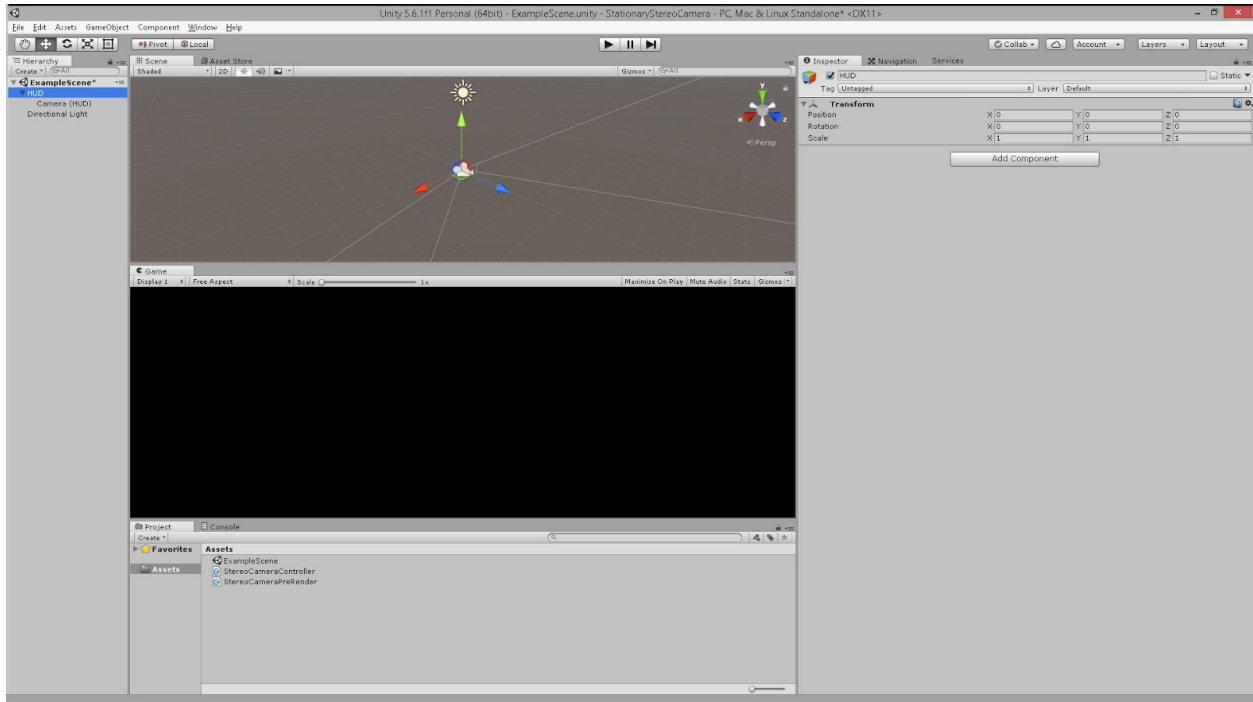 Unity 5.6.1f1 Personal (64bit) - ExampleScene.unity - StationaryStereoCamera - PC, Mac & Linux Standalone* <DX11>
File Edit Assets GameObject Component Window Help
Pivot Local Collab Account Layers Layout
Hierarchy
Create All
ExampleScene*
HUD
Camera (HUD)
Directional Light
Scene Asset Store
Shaded 2D Gizmos All
y
x z
Persp
Game
Display 1 Free Aspect Scale 1x Maximize On Play Mute Audio Stats Gizmos
Project Console
Create
Favorites
Assets
Assets
ExampleScene
StereoCameraController
StereoCameraPreRender
Inspector Navigation Services
HUD Static
Tag Untagged Layer Default
Transform
Position X 0 Y 0 Z 0
Rotation X 0 Y 0 Z 0
Scale X 1 Y 1 Z 1
Add Component